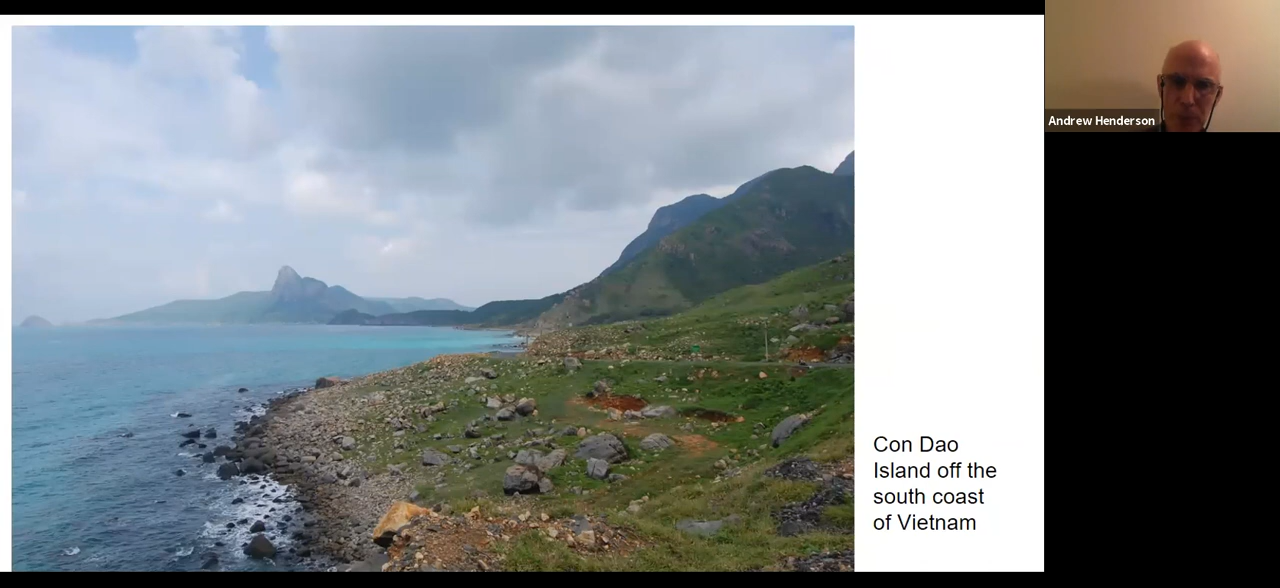 Andrew Henderson
Con Dao
Island off the
south coast
of Vietnam